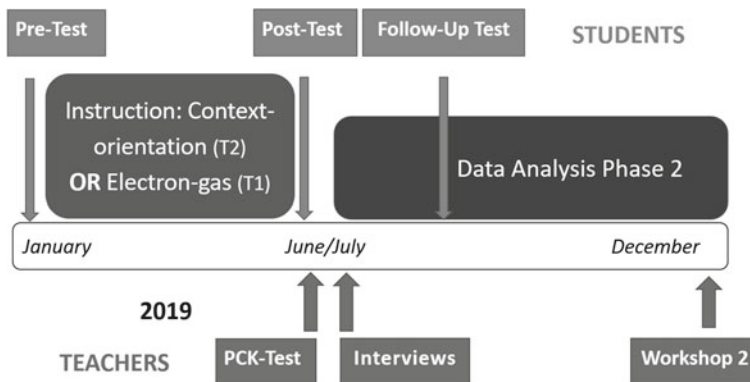 Pre-Test
Post-Test
Follow-Up Test
STUDENTS
Instruction: Context-
orientation (T2)
OR Electron-gas (T1)
Data Analysis Phase 2
January
June/July
December
2019
TEACHERS
PCK-Test
Interviews
Workshop 2